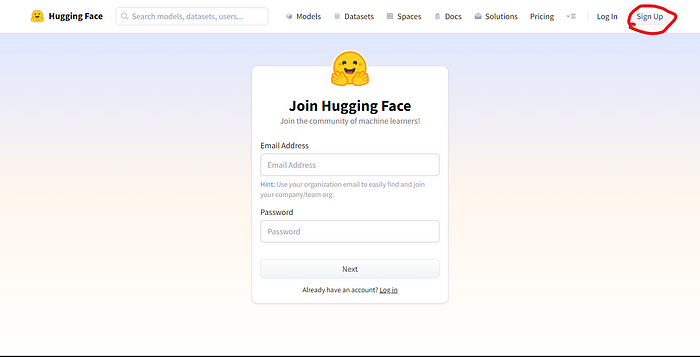 Hugging Face Search models, datasets, users... Models Datasets Spaces Docs Solutions Pricing Log In Sign Up
Join Hugging Face
Join the community of machine learners!
Email Address
Email Address
Hint: Use your organization email to easily find and join
your company/team org.
Password
Password
Next
Already have an account? Log in